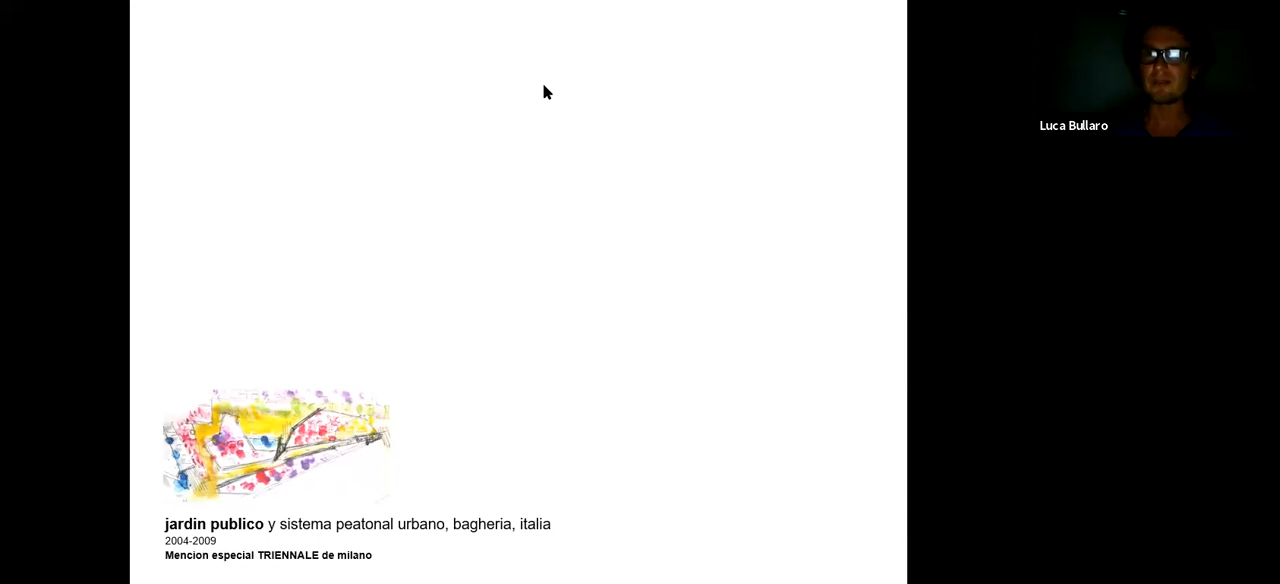 Luca Bullaro
jardin publico y sistema peatonal urbano, bagheria, italia
2004-2009
Mencion especial TRIENNALE de milano